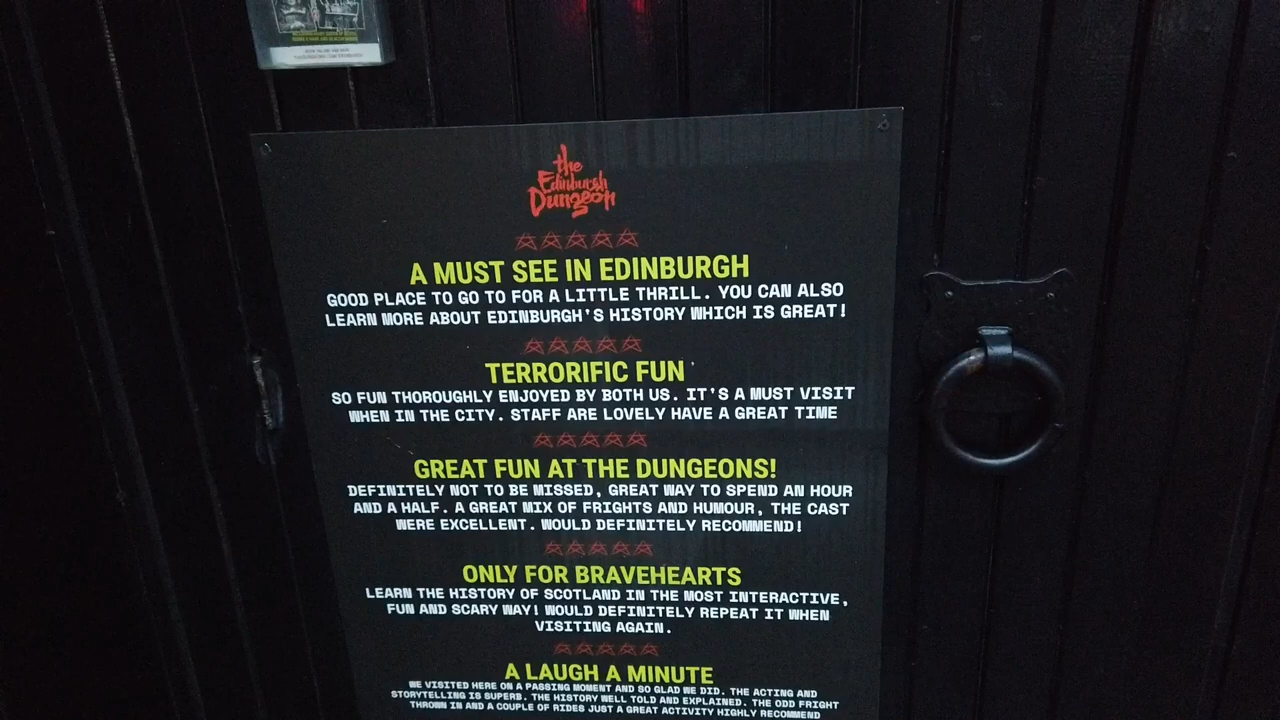 the
Edinburgh
Dungeon
A MUST SEE IN EDINBURGH
GOOD PLACE TO GO TO FOR A LITTLE THRILL. YOU CAN ALSO
LEARN MORE ABOUT EDINBURGH'S HISTORY WHICH IS GREAT!
TERRORIFIC FUN
SO FUN THOROUGHLY ENJOYED BY BOTH US. IT'S A MUST VISIT
WHEN IN THE CITY. STAFF ARE LOVELY HAVE A GREAT TIME
GREAT FUN AT THE DUNGEONS!
DEFINITELY NOT TO BE MISSED, GREAT WAY TO SPEND AN HOUR
AND A HALF. A GREAT MIX OF FRIGHTS AND HUMOUR, THE CAST
WERE EXCELLENT. WOULD DEFINITELY RECOMMEND!
ONLY FOR BRAVEHEARTS
LEARN THE HISTORY OF SCOTLAND IN THE MOST INTERACTIVE,
FUN AND SCARY WAY! WOULD DEFINITELY REPEAT IT WHEN
VISITING AGAIN.
A LAUGH A MINUTE
WE VISITED HERE ON A PASSING MOMENT AND SO GLAD WE DID. THE ACTING AND
STORYTELLING IS SUPERB. THE HISTORY WELL TOLD AND EXPLAINED. THE ODD FRIGHT
THROWN IN AND A COUPLE OF RIDES JUST A GREAT ACTIVITY HIGHLY RECOMMEND